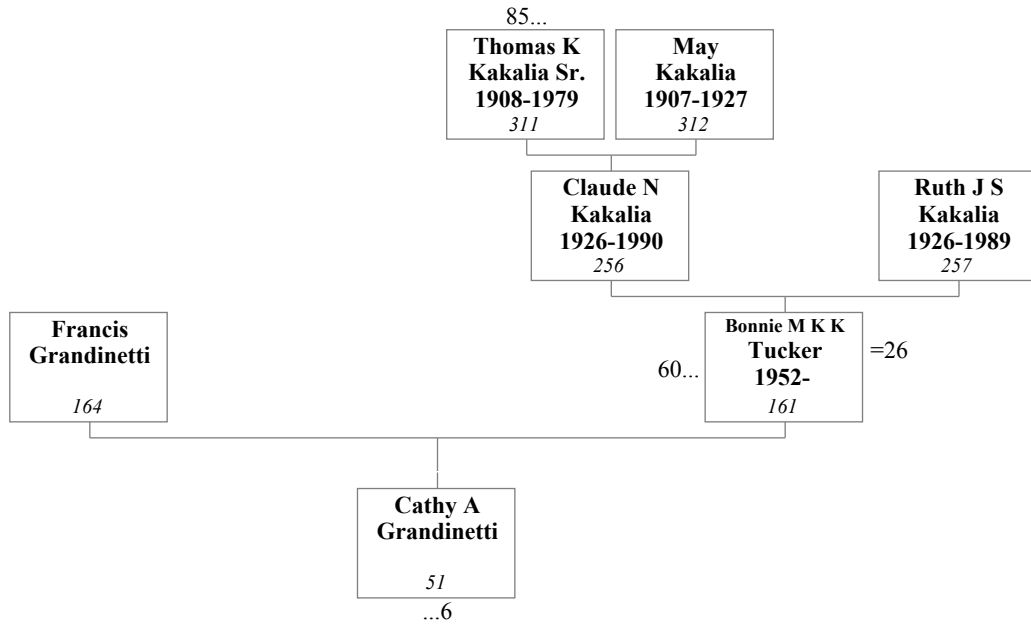 85...
Thomas K
Kakalia Sr.
1908-1979
311
May
Kakalia
1907-1927
312
Claude N
Kakalia
1926-1990
256
Ruth J S
Kakalia
1926-1989
257
Francis
Grandinetti
164
60...
Bonnie M K K
Tucker
1952-
161
=26
Cathy A
Grandinetti
51
...6